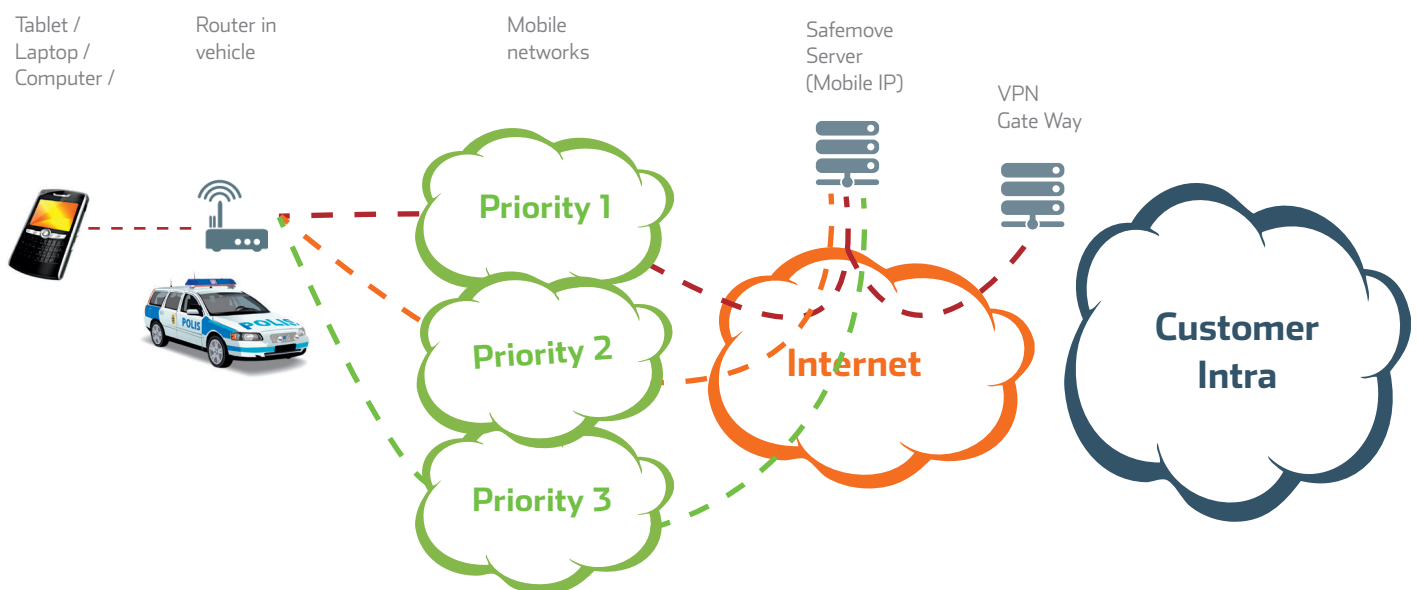 Tablet /
Laptop /
Computer /
Router in
vehicle
Mobile
networks
Safemove
Server
(Mobile IP)
VPN
Gate Way
Priority 1
Priority 2
Priority 3
Internet
Customer
Intra
POLIS
POLIS